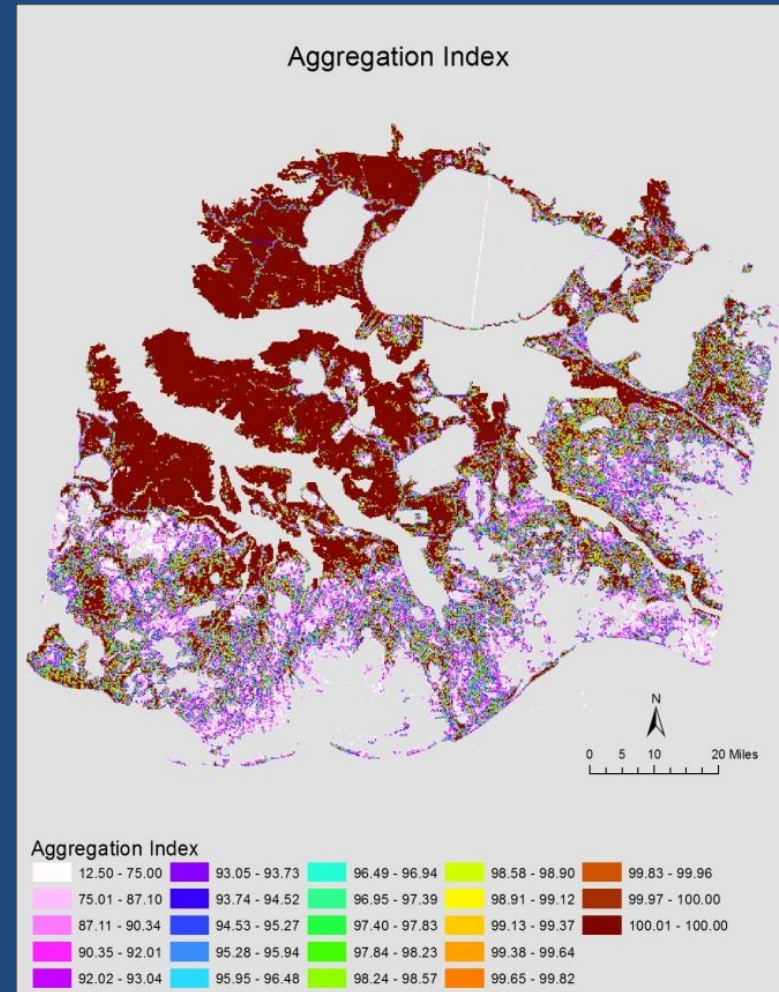 Aggregation Index
N
0 5 10 20 Miles
Aggregation Index
12.50 - 75.00 93.05 - 93.73 96.49 - 96.94 98.58 - 98.90 99.83 - 99.96
75.01 - 87.10 93.74 - 94.52 96.95 - 97.39 98.91 - 99.12 99.97 - 100.00
87.11 - 90.34 94.53 - 95.27 97.40 - 97.83 99.13 - 99.37 100.01 - 100.00
90.35 - 92.01 95.28 - 95.94 97.84 - 98.23 99.38 - 99.64
92.02 - 93.04 95.95 - 96.48 98.24 - 98.57 99.65 - 99.82